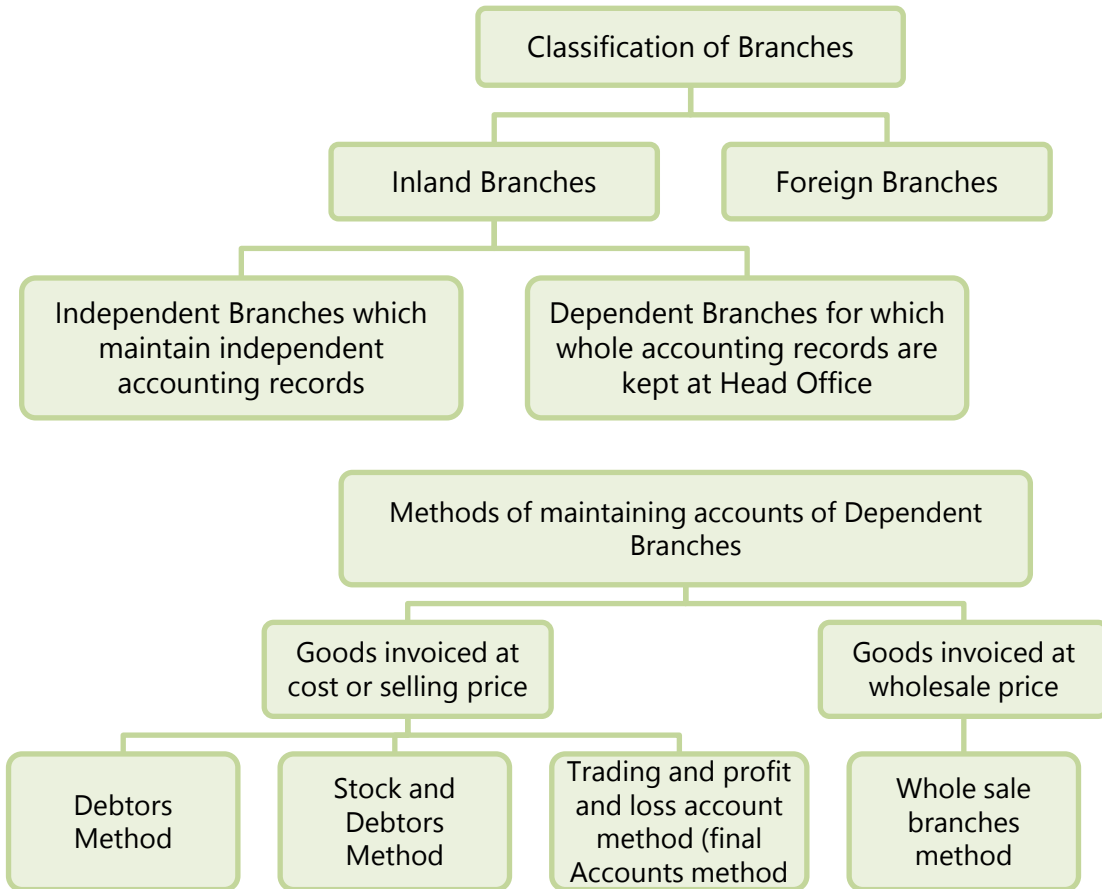 Classification of Branches
Inland Branches
Foreign Branches
Independent Branches which
maintain independent
accounting records
Dependent Branches for which
whole accounting records are
kept at Head Office
Methods of maintaining accounts of Dependent
Branches
Goods invoiced at
cost or selling price
Goods invoiced at
wholesale price
Debtors
Method
Stock and
Debtors
Method
Trading and profit
and loss account
method (final
Accounts method
Whole sale
branches
method